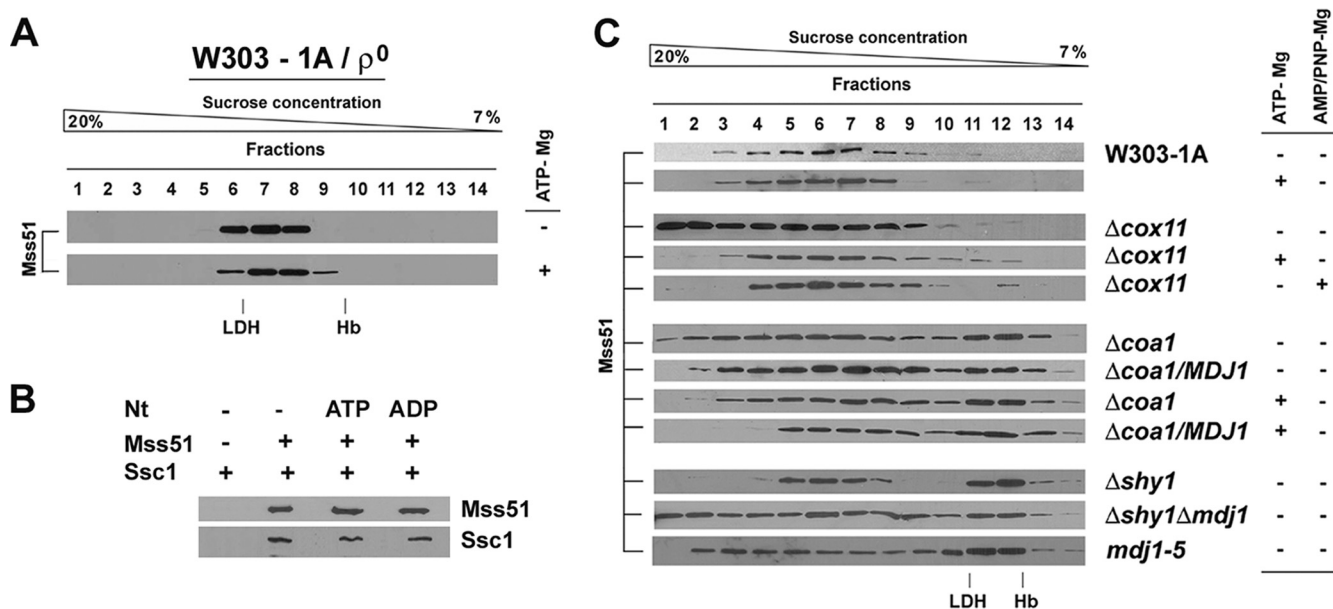 A
W303 - 1A / ρ⁰
Sucrose concentration
20%
7%
Fractions
1 2 3 4 5 6 7 8 9 10 11 12 13 14
ATP- Mg
Mss51
-
+
LDH
Hb
B
Nt - - ATP ADP
Mss51 - + + +
Ssc1 + + + +
Mss51
Ssc1
C
Sucrose concentration
20%
7%
Fractions
1 2 3 4 5 6 7 8 9 10 11 12 13 14
ATP- Mg
AMP/PNP-Mg
Mss51
W303-1A - -
+ -
Δcox11 - -
Δcox11 + -
Δcox11 - +
Δcoa1 - -
Δcoa1/MDJ1 - -
Δcoa1 + -
Δcoa1/MDJ1 + -
Δshy1 - -
Δshy1Δmdj1 - -
mdj1-5 - -
LDH
Hb